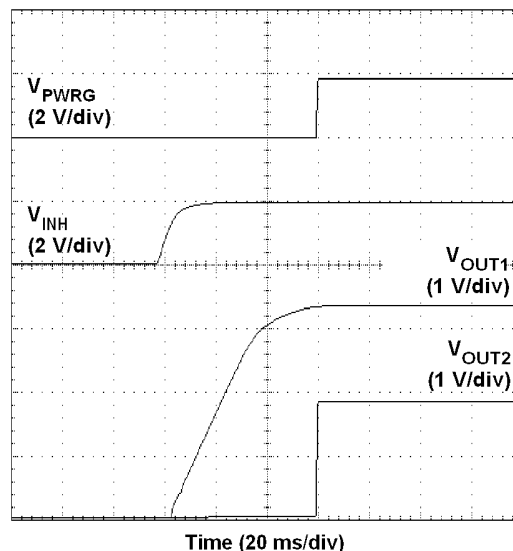 VPWRG
(2 V/div)
VINH
(2 V/div)
VOUT1
(1 V/div)
VOUT2
(1 V/div)
Time (20 ms/div)